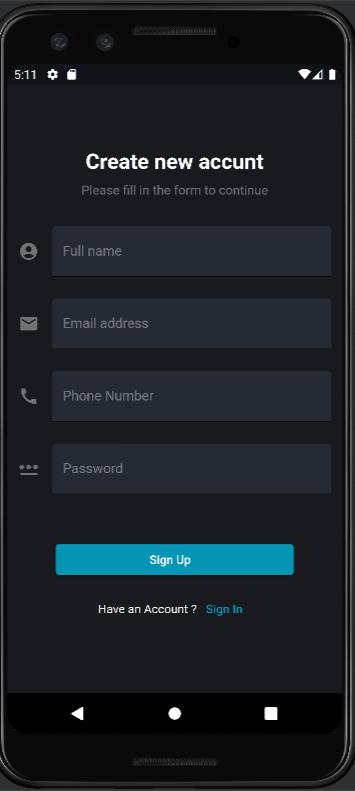 5:11
Create new accunt
Please fill in the form to continue
Full name
Email address
Phone Number
Password
Sign Up
Have an Account ? Sign In